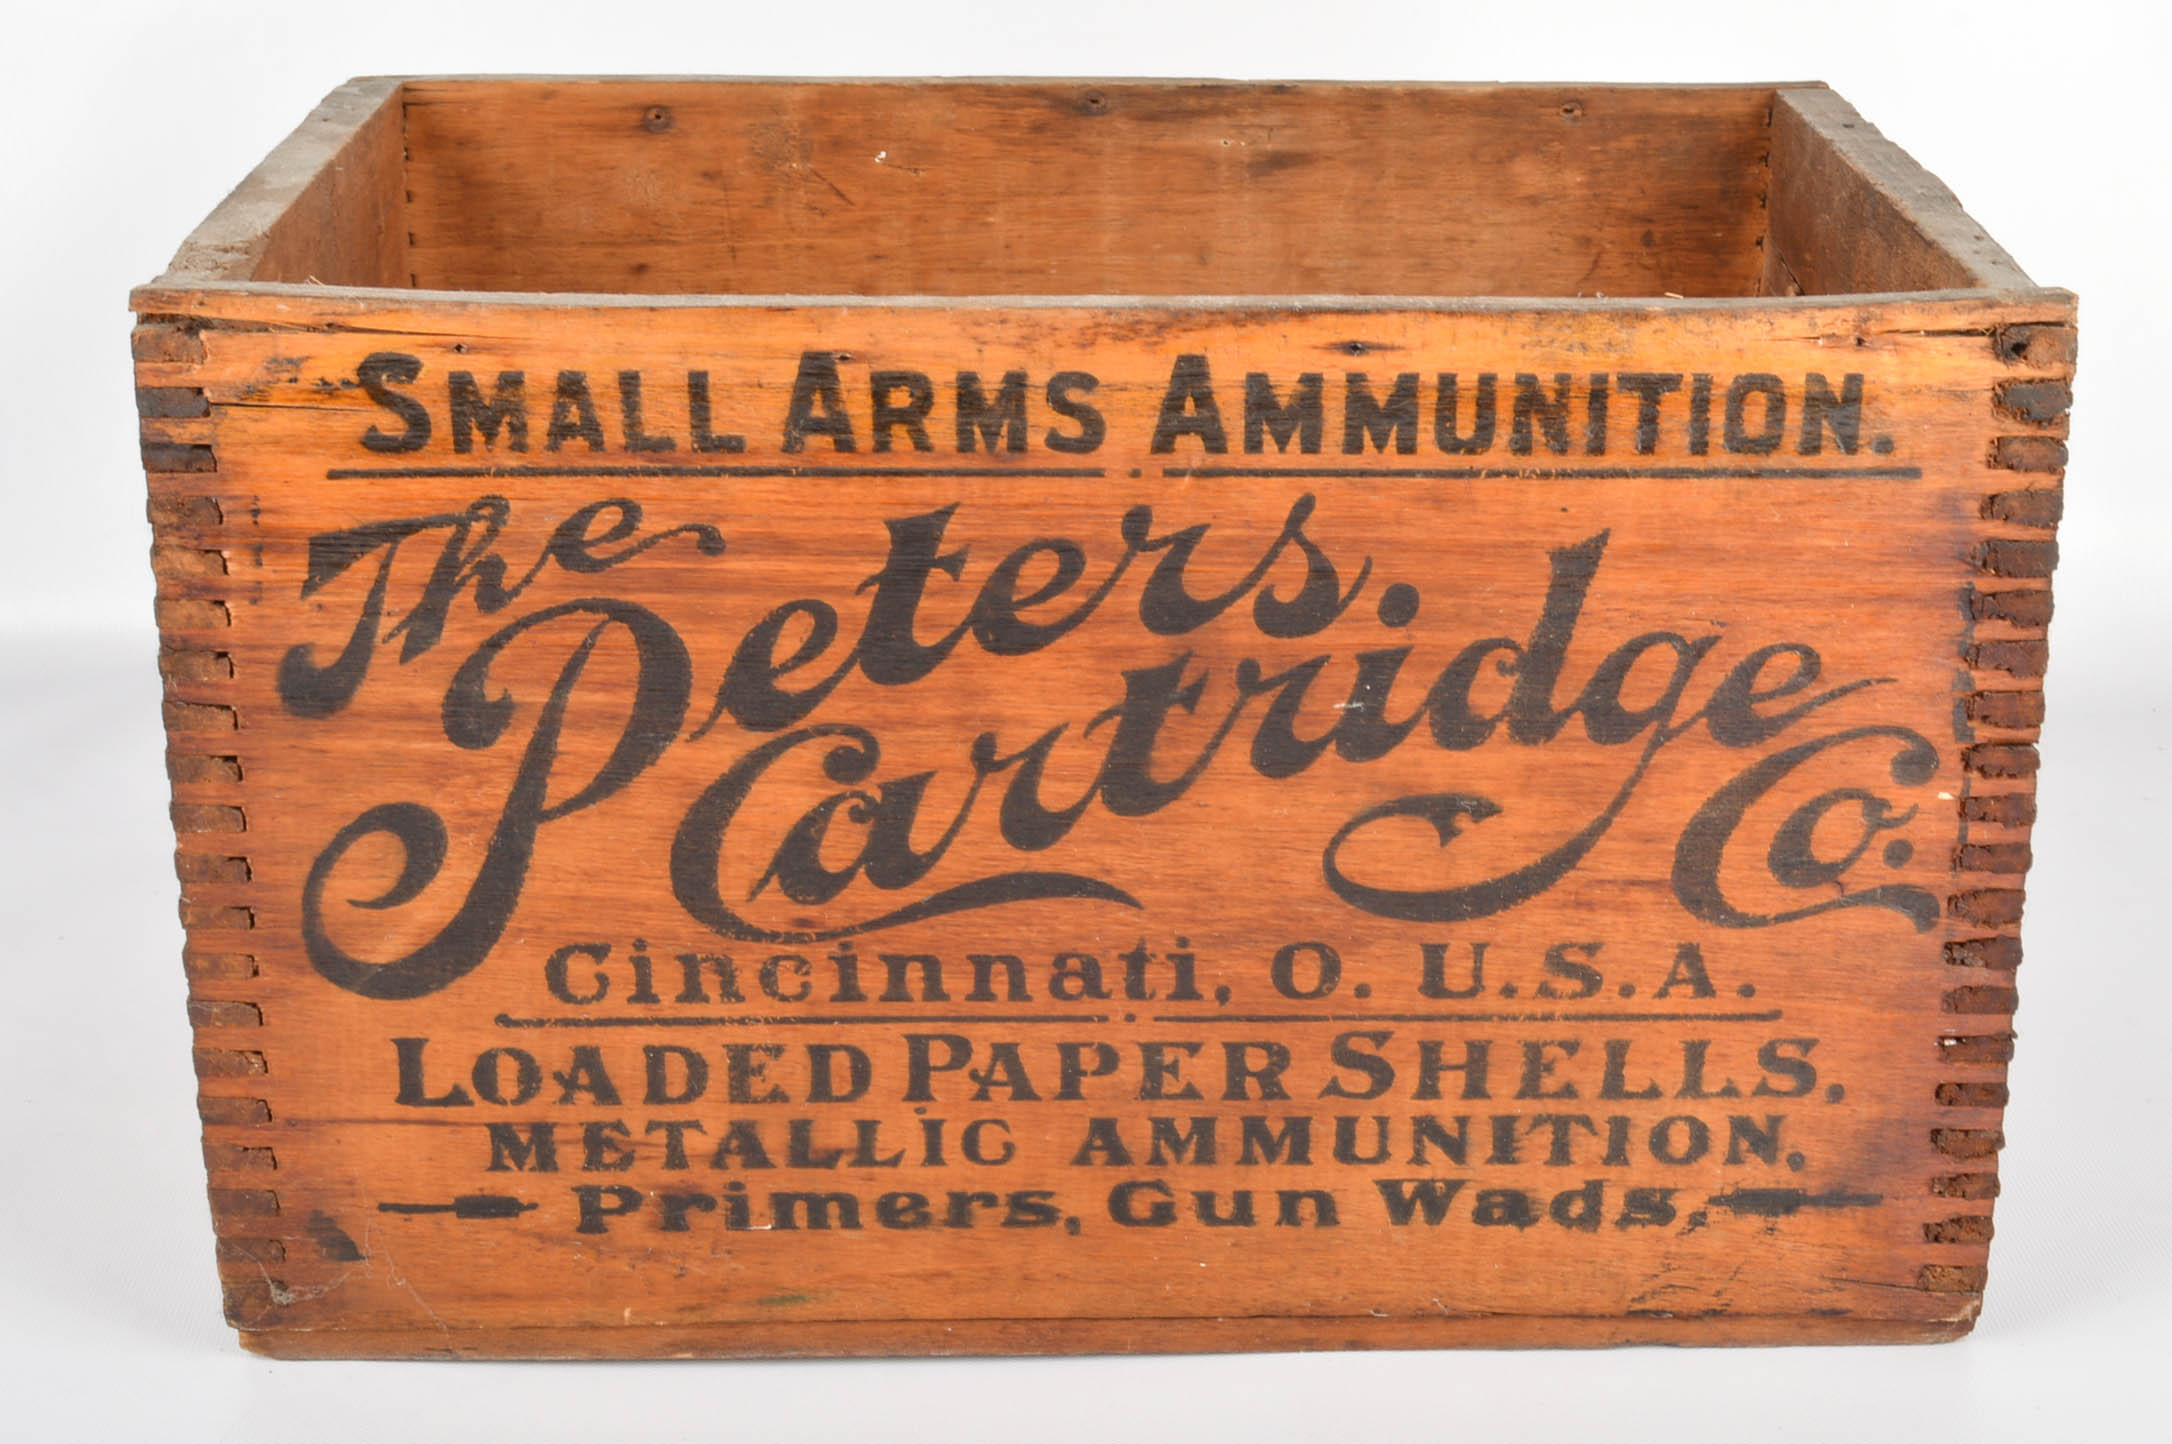 SMALL ARMS AMMUNITION.
The Peters
Cartridge Co.
Cincinnati, O. U.S.A.
LOADED PAPER SHELLS.
METALLIC AMMUNITION.
Primers, Gun Wads.